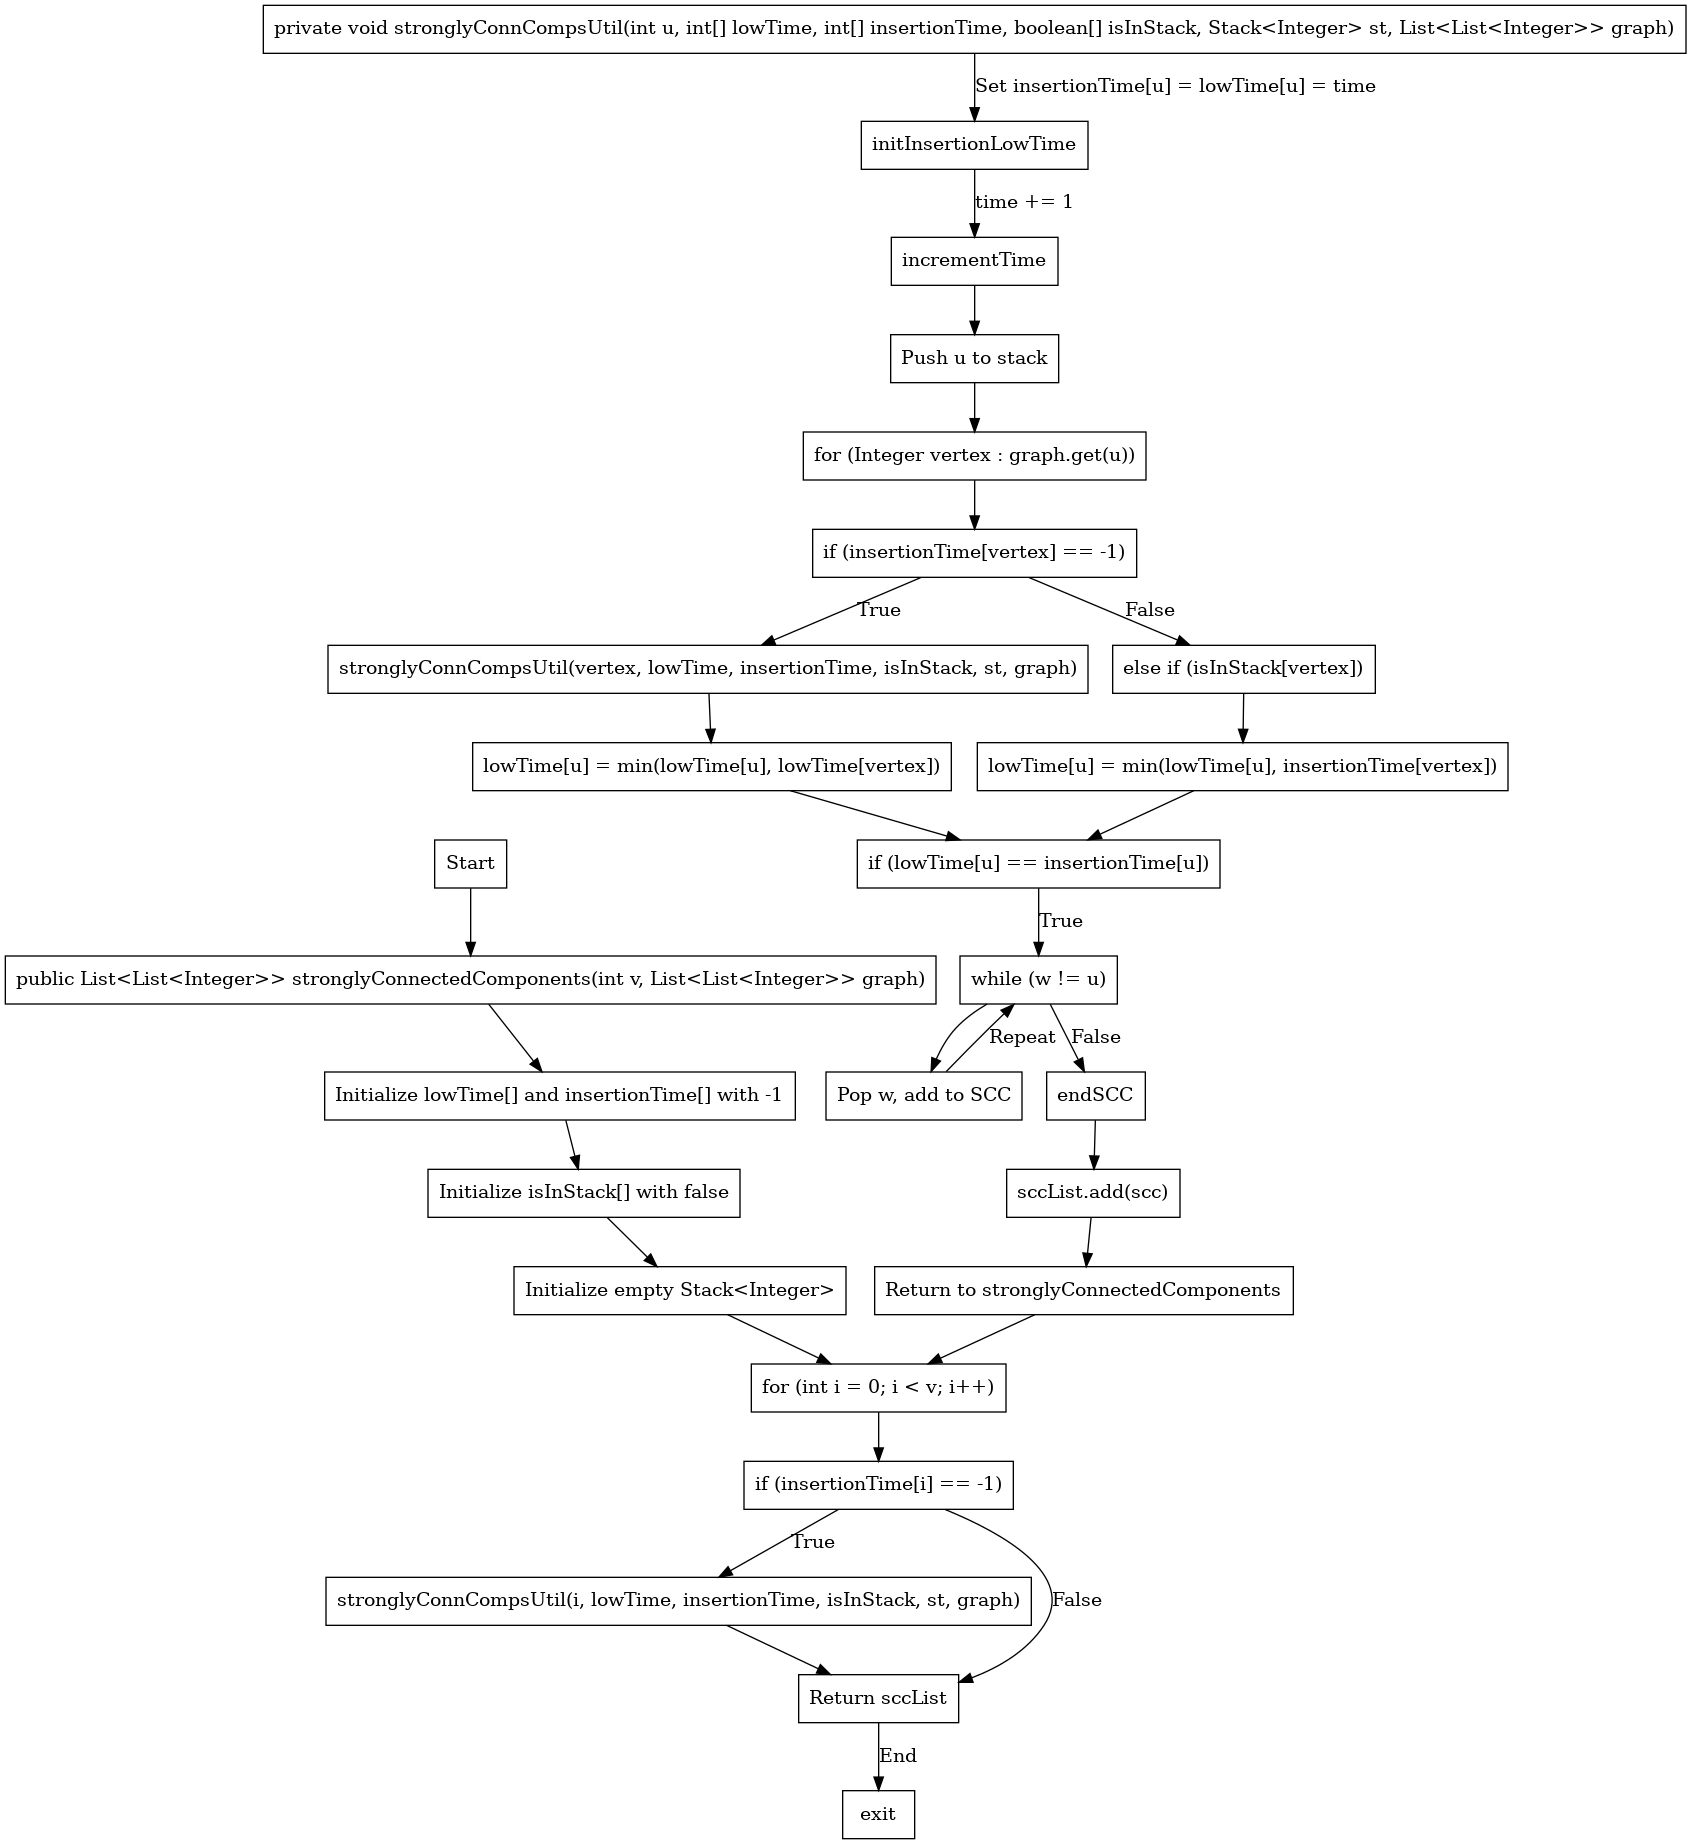 private void stronglyConnCompsUtil(int u, int[] lowTime, int[] insertionTime, boolean[] isInStack, Stack<Integer> st, List<List<Integer>> graph)
Set insertionTime[u] = lowTime[u] = time
initInsertionLowTime
time += 1
incrementTime
Push u to stack
for (Integer vertex : graph.get(u))
if (insertionTime[vertex] == -1)
True
False
stronglyConnCompsUtil(vertex, lowTime, insertionTime, isInStack, st, graph)
else if (isInStack[vertex])
lowTime[u] = min(lowTime[u], lowTime[vertex])
lowTime[u] = min(lowTime[u], insertionTime[vertex])
Start
if (lowTime[u] == insertionTime[u])
True
public List<List<Integer>> stronglyConnectedComponents(int v, List<List<Integer>> graph)
while (w != u)
Repeat
False
Initialize lowTime[] and insertionTime[] with -1
Pop w, add to SCC
endSCC
Initialize isInStack[] with false
sccList.add(scc)
Initialize empty Stack<Integer>
Return to stronglyConnectedComponents
for (int i = 0; i < v; i++)
if (insertionTime[i] == -1)
True
stronglyConnCompsUtil(i, lowTime, insertionTime, isInStack, st, graph)
False
Return sccList
End
exit